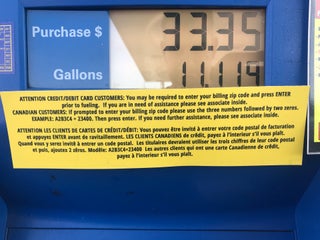 Purchase $ 33.35
Gallons 11.119
ATTENTION CREDIT/DEBIT CARD CUSTOMERS: You may be required to enter your billing zip code and press ENTER
prior to fueling. If you are in need of assistance please see associate inside.
CANADIAN CUSTOMERS: If prompted to enter your billing zip code please use the three numbers followed by two zeros.
EXAMPLE: A2B3C4 = 23400. Then press enter. If you need further assistance, please see associate inside.
ATTENTION LES CLIENTS DE CARTES DE CRÉDIT/DÉBIT: Vous pouvez être invité à entrer votre code postal de facturation
et appuyez ENTER avant de ravitaillement. LES CLIENTS CANADIENS de crédit, payez à l'interieur s'il vous plaît.
Quand vous y serez invité à entrer un code postal. Les titulaires devraient utiliser les trois chiffres de leur code postal
et puis, ajoutes 2 zéros. Modèle: A2B3C4=23400 Les autres clients qui ont une carte Canadienne de crédit,
payez à l'interieur s'il vous plaît.